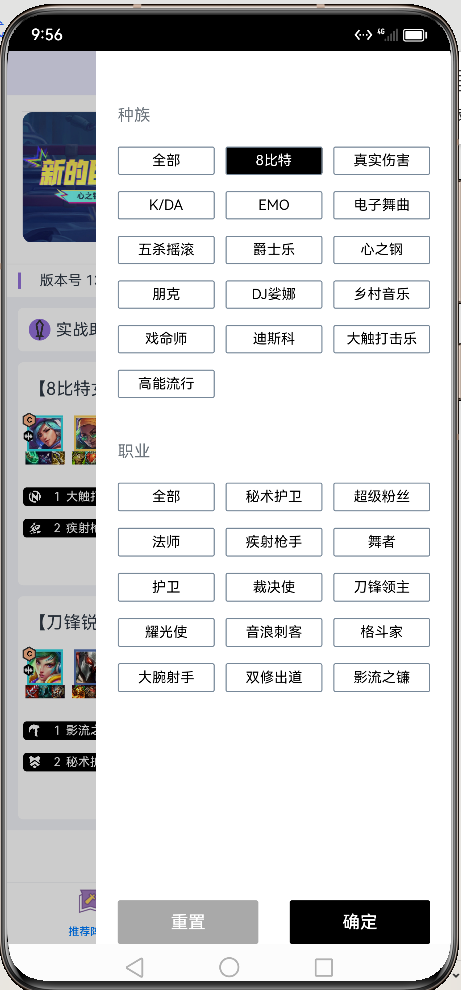 9:56
4G
种族
全部 8比特 真实伤害
K/DA EMO 电子舞曲
五杀摇滚 爵士乐 心之钢
朋克 DJ娑娜 乡村音乐
戏命师 迪斯科 大触打击乐
高能流行
职业
全部 秘术护卫 超级粉丝
法师 疾射枪手 舞者
护卫 裁决使 刀锋领主
耀光使 音浪刺客 格斗家
大腕射手 双修出道 影流之镰
重置 确定
新的
心之钢
版本号 13
实战
【8比特
1 大触打
2 疾射枪
【刀锋锐
1 影流之
2 秘术护
推荐